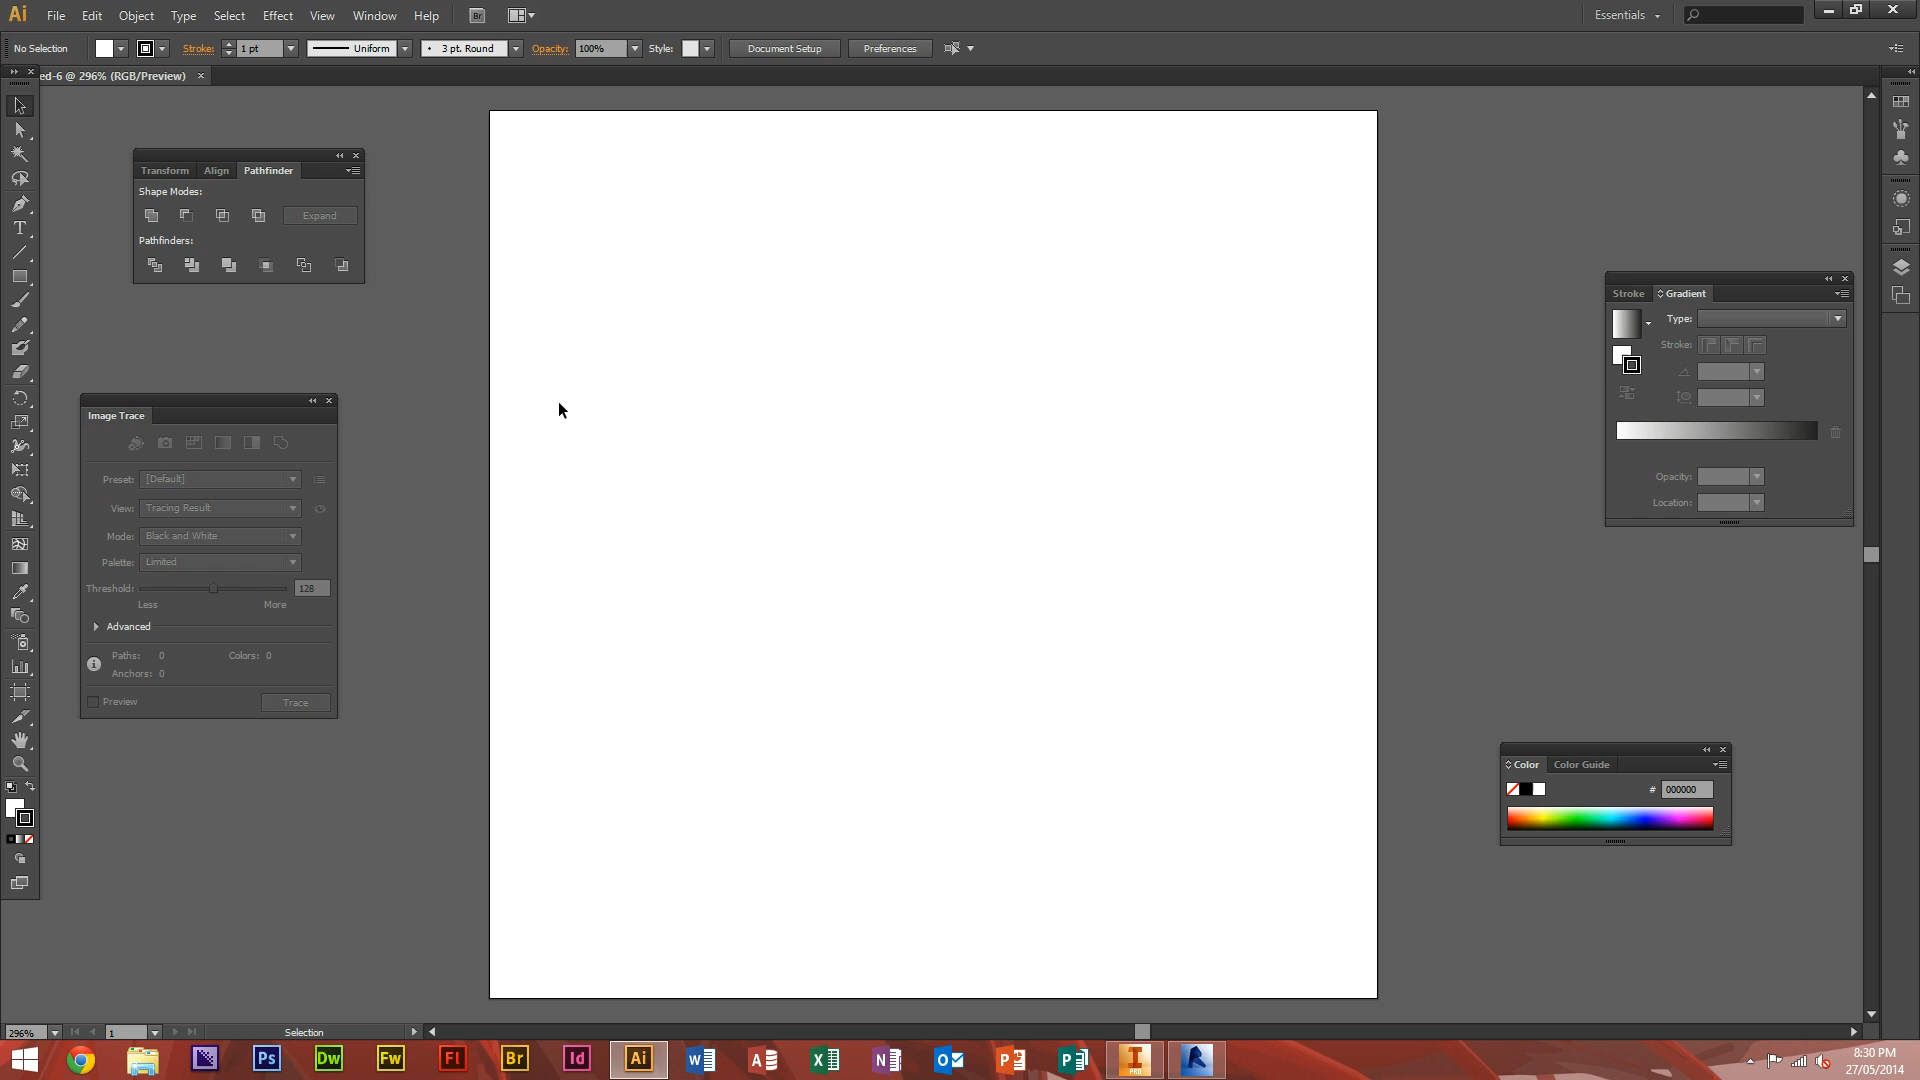 Ai File Edit Object Type Select Effect View Window Help Br Essentials
No Selection Stroke: 1 pt Uniform 3 pt. Round Opacity: 100% Style: Document Setup Preferences
ed-6 @ 296% (RGB/Preview)
Transform Align Pathfinder
Shape Modes:
Expand
Pathfinders:
Stroke Gradient
Type:
Stroke:
Opacity:
Location:
Image Trace
Preset: [Default]
View: Tracing Result
Mode: Black and White
Palette: Limited
Threshold: 128
Less More
Advanced
Paths: 0 Colors: 0
Anchors: 0
Preview Trace
Color Color Guide
# 000000
296% 1 Selection
Ps Dw Fw Fl Br Id Ai W A X N O P P I PRO R
8:30 PM
27/05/2014